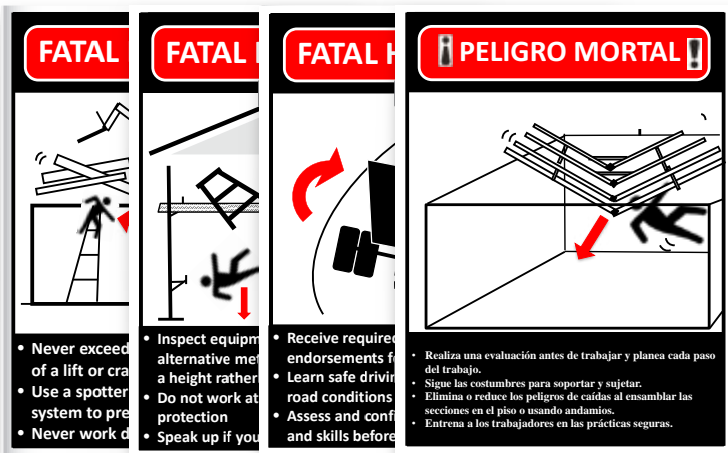 FATAL
• Never exceed
of a lift or cra
• Use a spotter
system to pre
• Never work d
FATAL
• Inspect equipm
alternative met
a height rather
• Do not work at
protection
• Speak up if you
FATAL H
• Receive required
endorsements f
• Learn safe drivin
road conditions
• Assess and confi
and skills before
¡PELIGRO MORTAL!
• Realiza una evaluación antes de trabajar y planea cada paso
del trabajo.
• Sigue las costumbres para soportar y sujetar.
• Elimina o reduce los peligros de caídas al ensamblar las
secciones en el piso o usando andamios.
• Entrena a los trabajadores en las prácticas seguras.